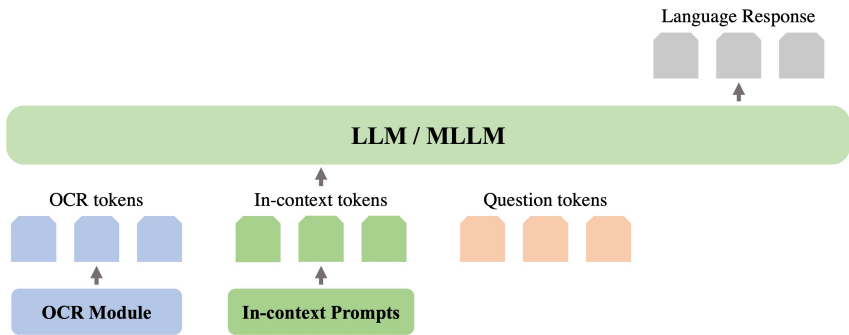 Language Response
LLM / MLLM
OCR tokens
In-context tokens
Question tokens
OCR Module
In-context Prompts